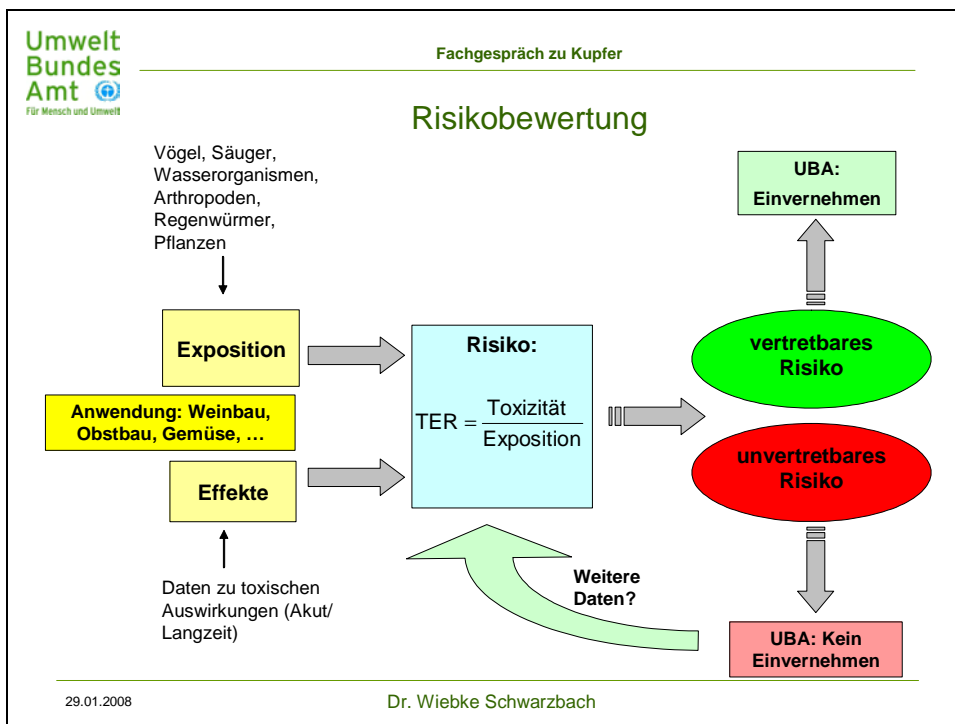 Umwelt
Bundes
Amt
Für Mensch und Umwelt
Fachgespräch zu Kupfer
Risikobewertung
Vögel, Säuger,
Wasserorganismen,
Arthropoden,
Regenwürmer,
Pflanzen
Exposition
Anwendung: Weinbau,
Obstbau, Gemüse, …
Effekte
Daten zu toxischen
Auswirkungen (Akut/
Langzeit)
Risiko:
TER = Toxizität
Exposition
UBA:
Einvernehmen
vertretbares
Risiko
unvertretbares
Risiko
Weitere
Daten?
UBA: Kein
Einvernehmen
29.01.2008
Dr. Wiebke Schwarzbach